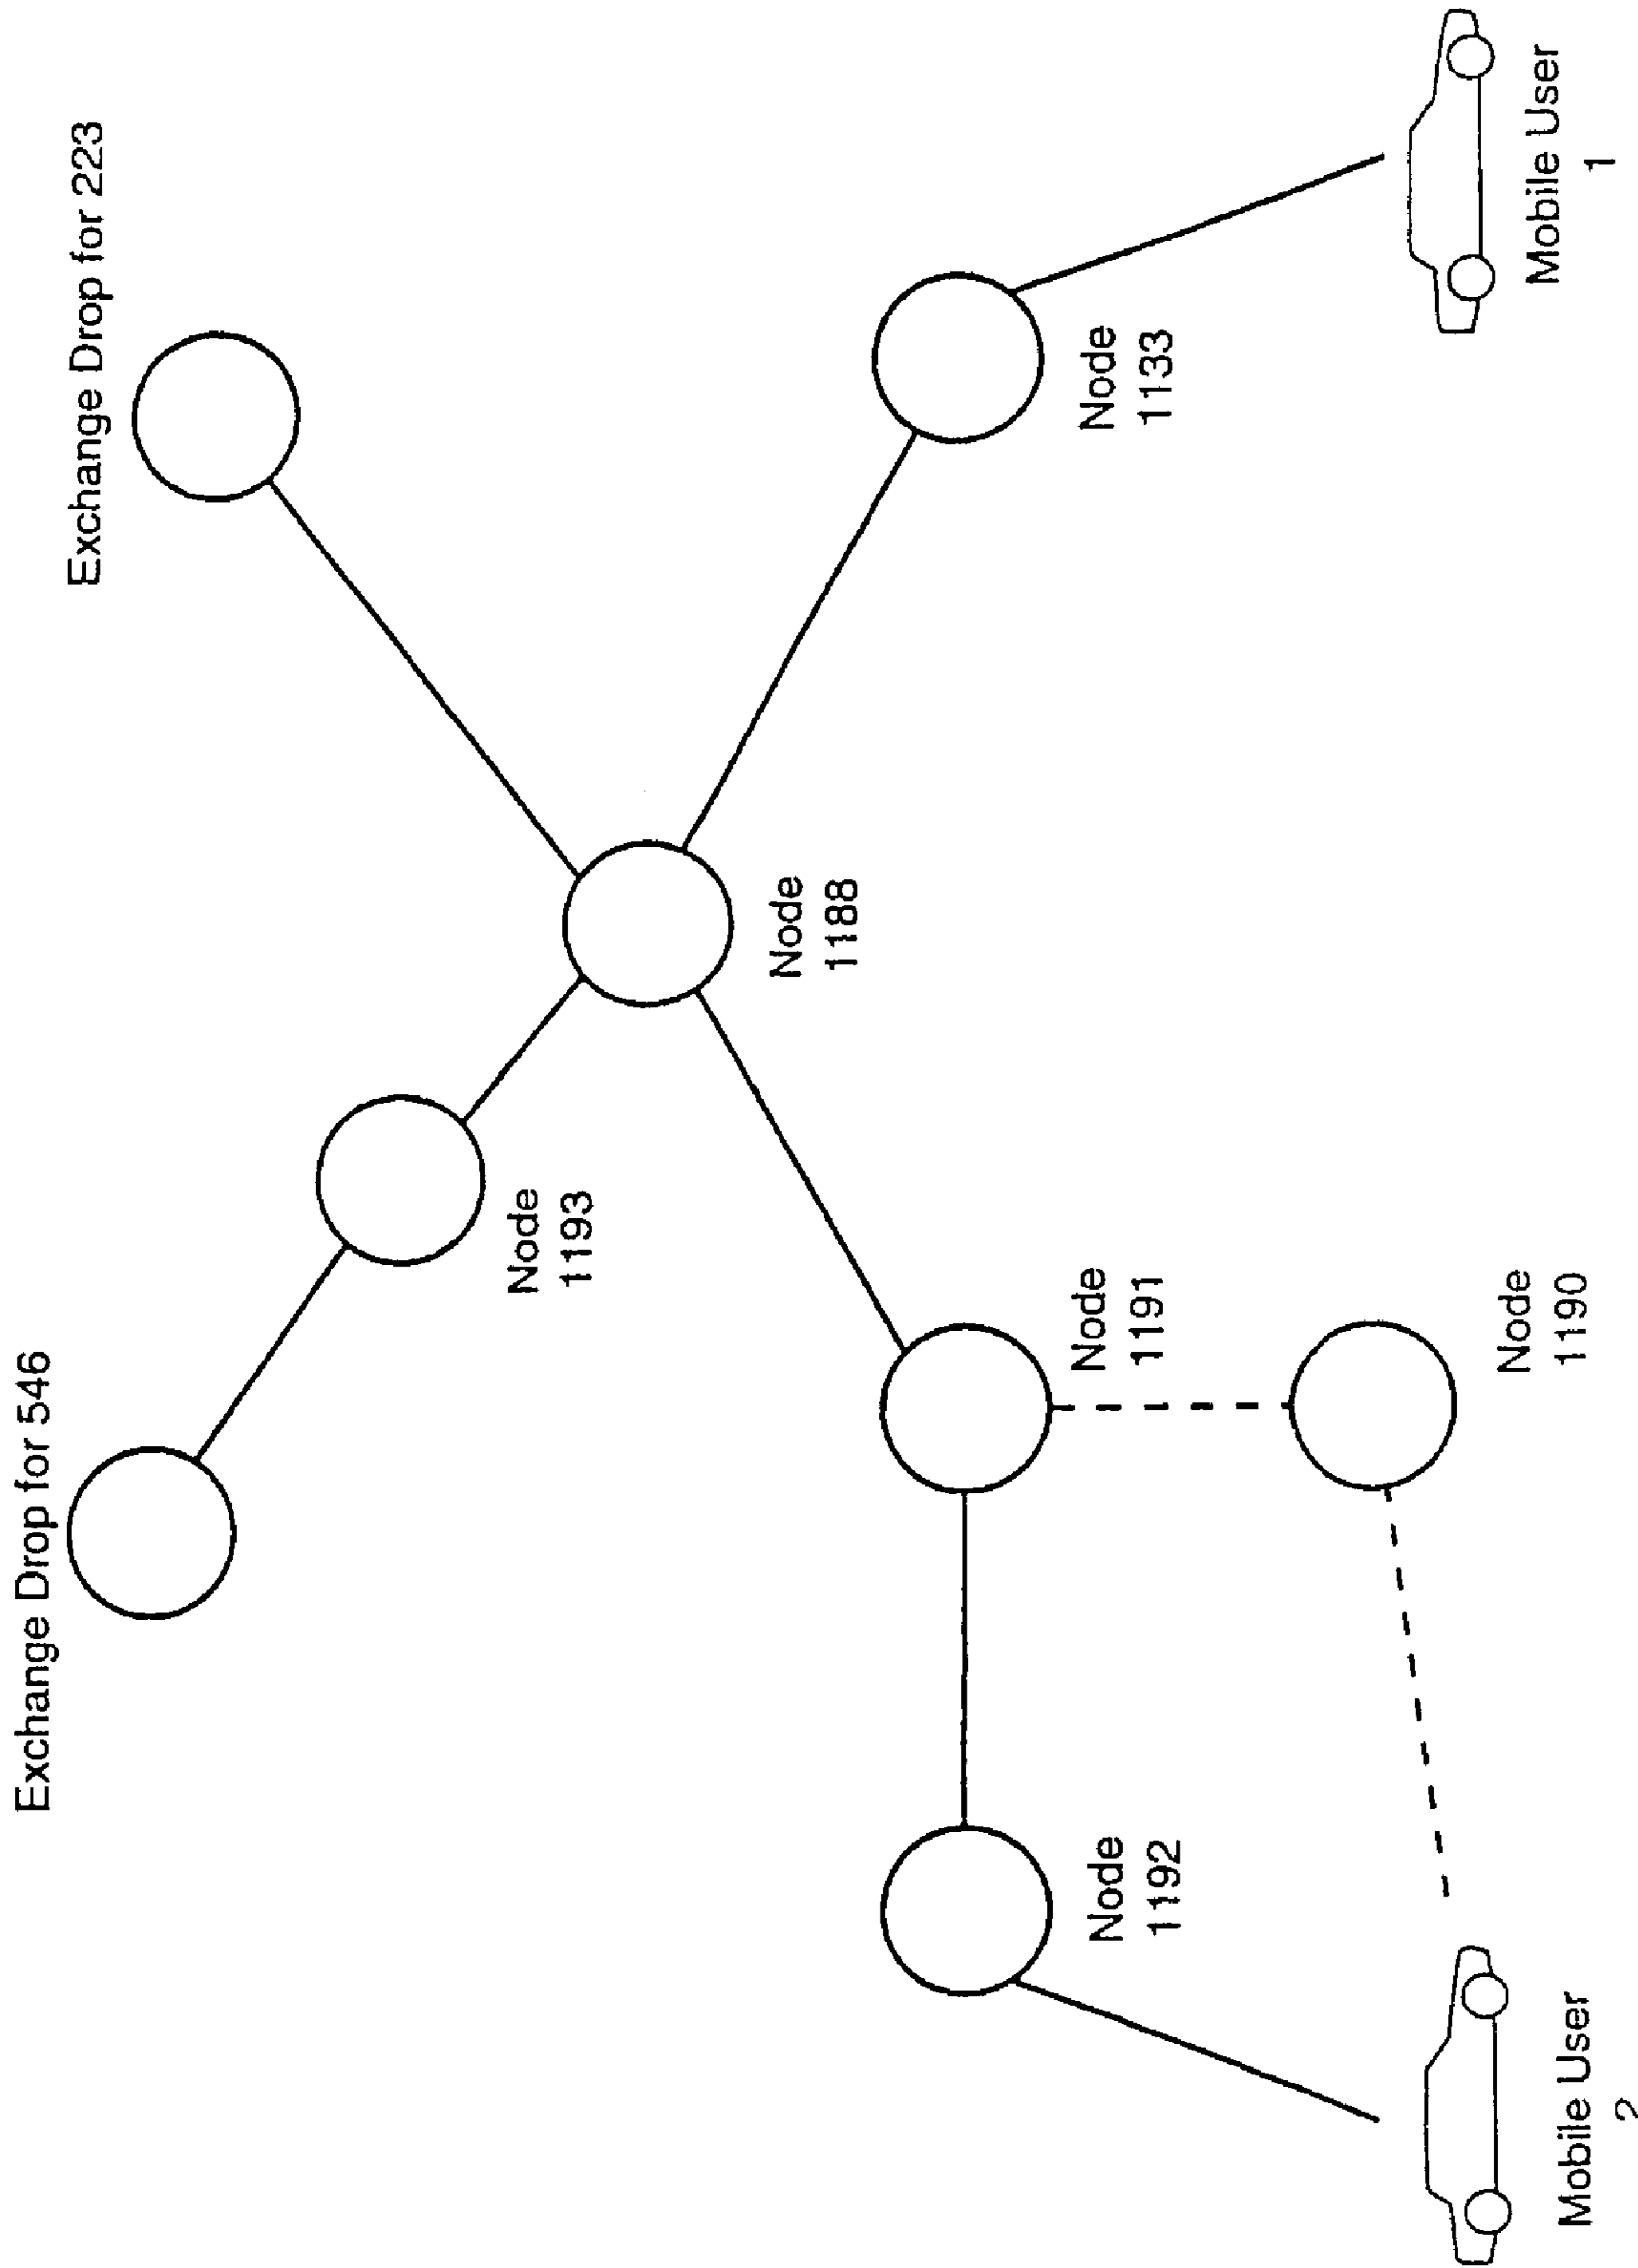 Exchange Drop for 546
Exchange Drop for 223
Node
1193
Node
1188
Node
1192
Node
1191
Node
1133
Node
1190
Mobile User
2
Mobile User
1